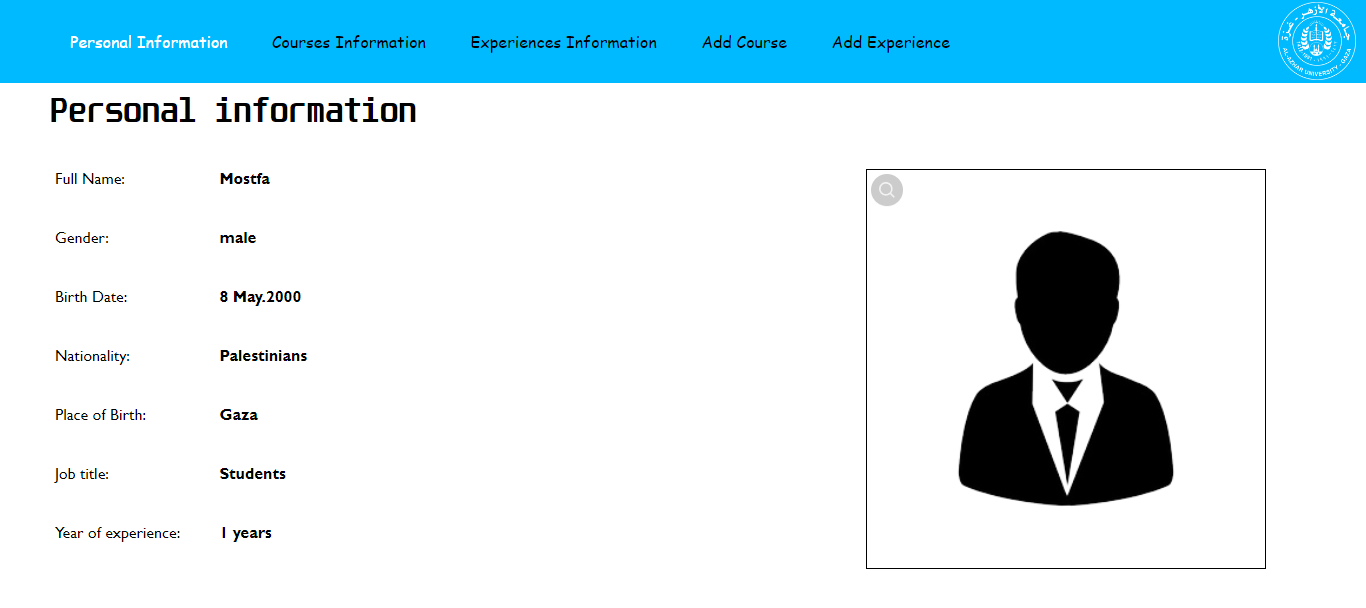 Personal Information Courses Information Experiences Information Add Course Add Experience
جامعة الأزهر - غزة
AL-AZHAR UNIVERSITY - GAZA
Personal information
Full Name: Mostfa
Gender: male
Birth Date: 8 May.2000
Nationality: Palestinians
Place of Birth: Gaza
Job title: Students
Year of experience: 1 years